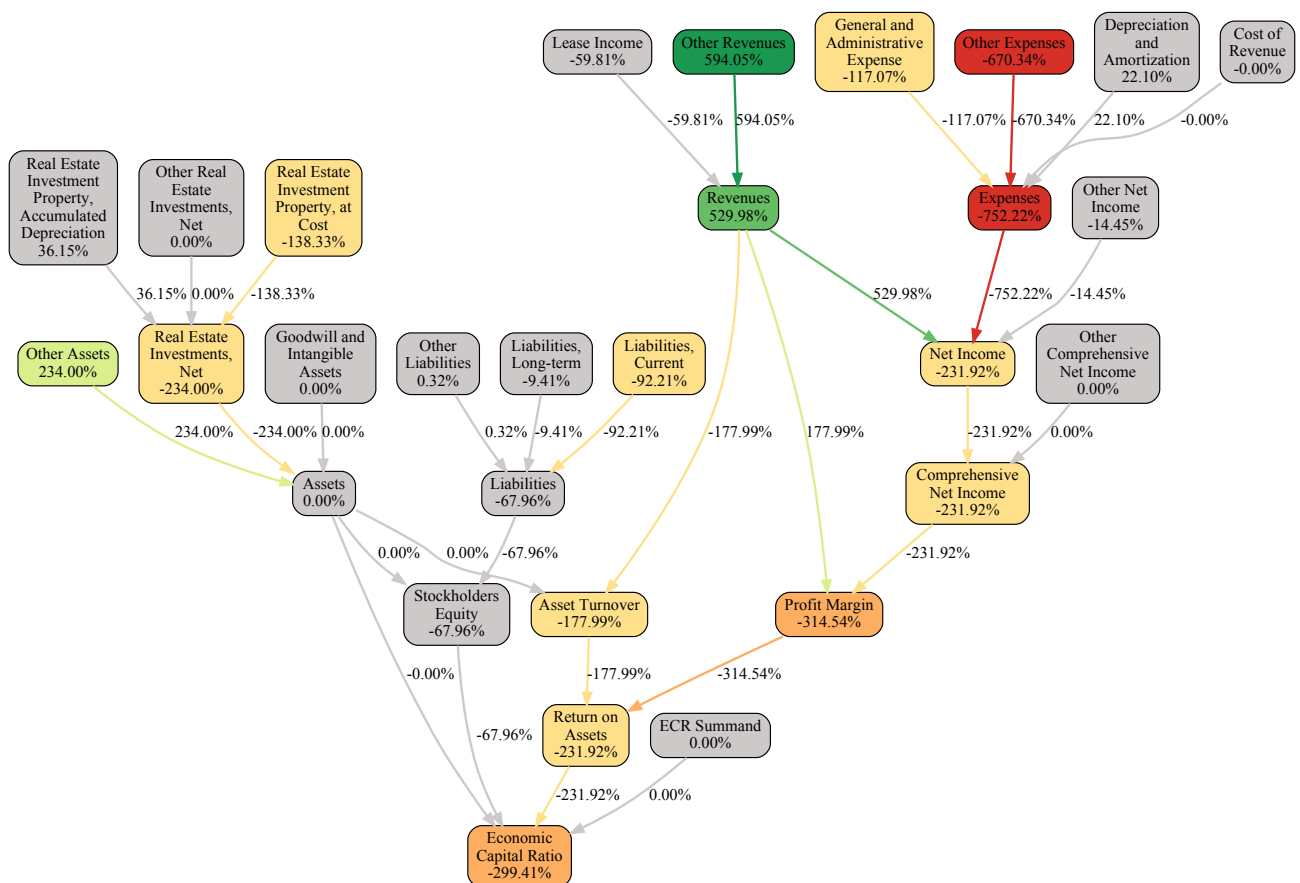 Lease Income
-59.81%
Other Revenues
594.05%
General and
Administrative
Expense
-117.07%
Other Expenses
-670.34%
Depreciation
and
Amortization
22.10%
Cost of
Revenue
-0.00%
-59.81%
594.05%
-117.07%
-670.34%
22.10%
-0.00%
Real Estate
Investment
Property,
Accumulated
Depreciation
36.15%
Other Real
Estate
Investments,
Net
0.00%
Real Estate
Investment
Property, at
Cost
-138.33%
Revenues
529.98%
Expenses
-752.22%
Other Net
Income
-14.45%
36.15%
0.00%
-138.33%
529.98%
-752.22%
-14.45%
Other Assets
234.00%
Real Estate
Investments,
Net
-234.00%
Goodwill and
Intangible
Assets
0.00%
Other
Liabilities
0.32%
Liabilities,
Long-term
-9.41%
Liabilities,
Current
-92.21%
Net Income
-231.92%
Other
Comprehensive
Net Income
0.00%
234.00%
-234.00%
0.00%
0.32%
-9.41%
-92.21%
-177.99%
177.99%
-231.92%
0.00%
Assets
0.00%
Liabilities
-67.96%
Comprehensive
Net Income
-231.92%
0.00%
0.00%
-67.96%
-231.92%
Stockholders
Equity
-67.96%
Asset Turnover
-177.99%
Profit Margin
-314.54%
-0.00%
-177.99%
-314.54%
Return on
Assets
-231.92%
ECR Summand
0.00%
-67.96%
-231.92%
0.00%
Economic
Capital Ratio
-299.41%